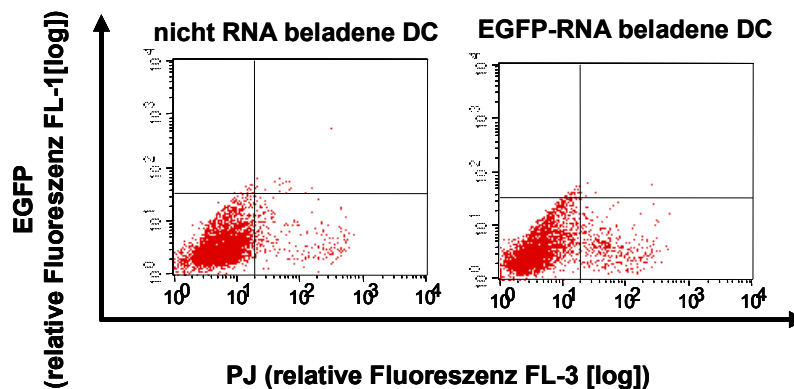 nicht RNA beladene DC
EGFP-RNA beladene DC
EGFP
(relative Fluoreszenz FL-1[log])
10⁴
10³
10²
10¹
10⁰
10⁰ 10¹ 10² 10³ 10⁴
10⁴
10³
10²
10¹
10⁰
10⁰ 10¹ 10² 10³ 10⁴
PJ (relative Fluoreszenz FL-3 [log])